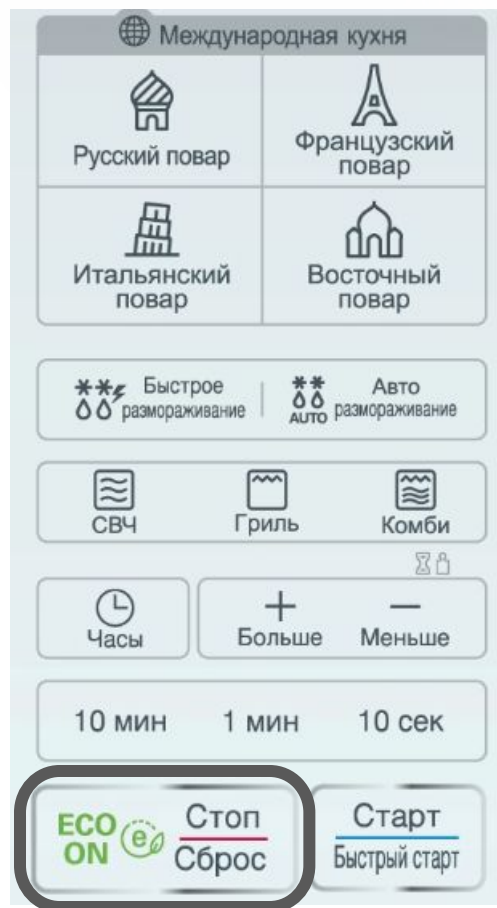 Международная кухня
Русский повар
Французский
повар
Итальянский
повар
Восточный
повар
Быстрое
размораживание
Авто
размораживание
AUTO
СВЧ
Гриль
Комби
Часы
+
Больше
—
Меньше
10 мин 1 мин 10 сек
ECO
ON
e
Стоп
Сброс
Старт
Быстрый старт